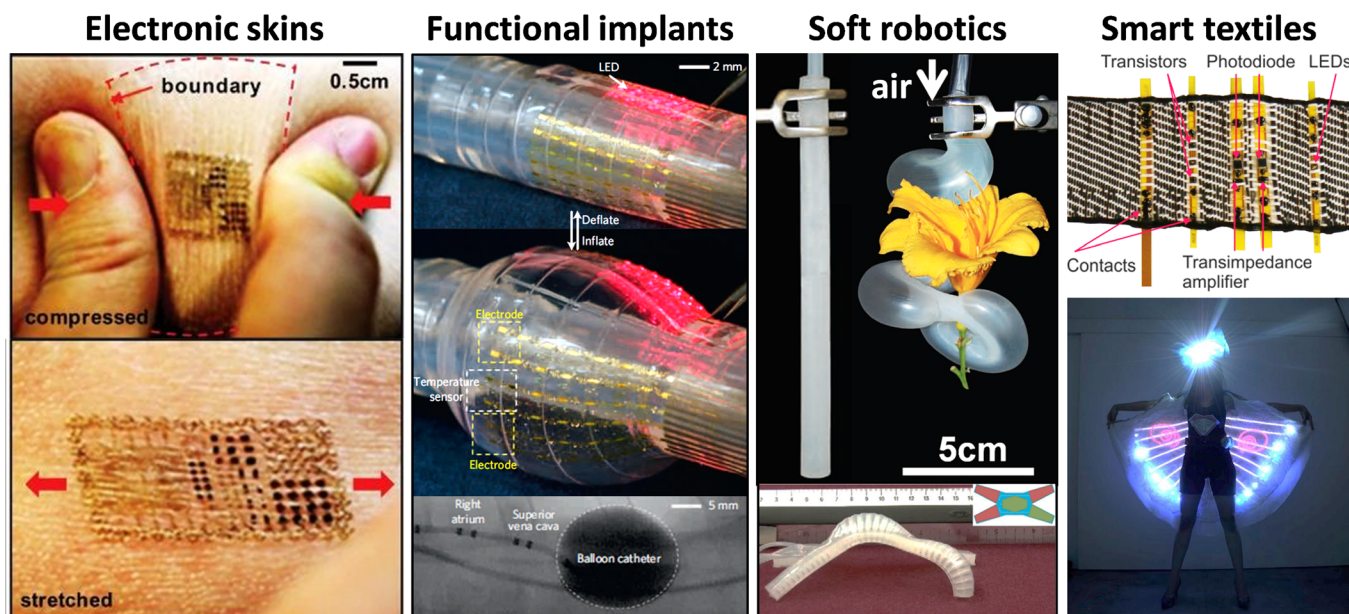 Electronic skins
Functional implants
Soft robotics
Smart textiles
0.5cm
boundary
compressed
stretched
LED
2 mm
Deflate
Inflate
Electrode
Temperature
sensor
Electrode
Right
atrium
Superior
vena cava
5 mm
Balloon catheter
air
5cm
Transistors
Photodiode
LEDs
Contacts
Transimpedance
amplifier